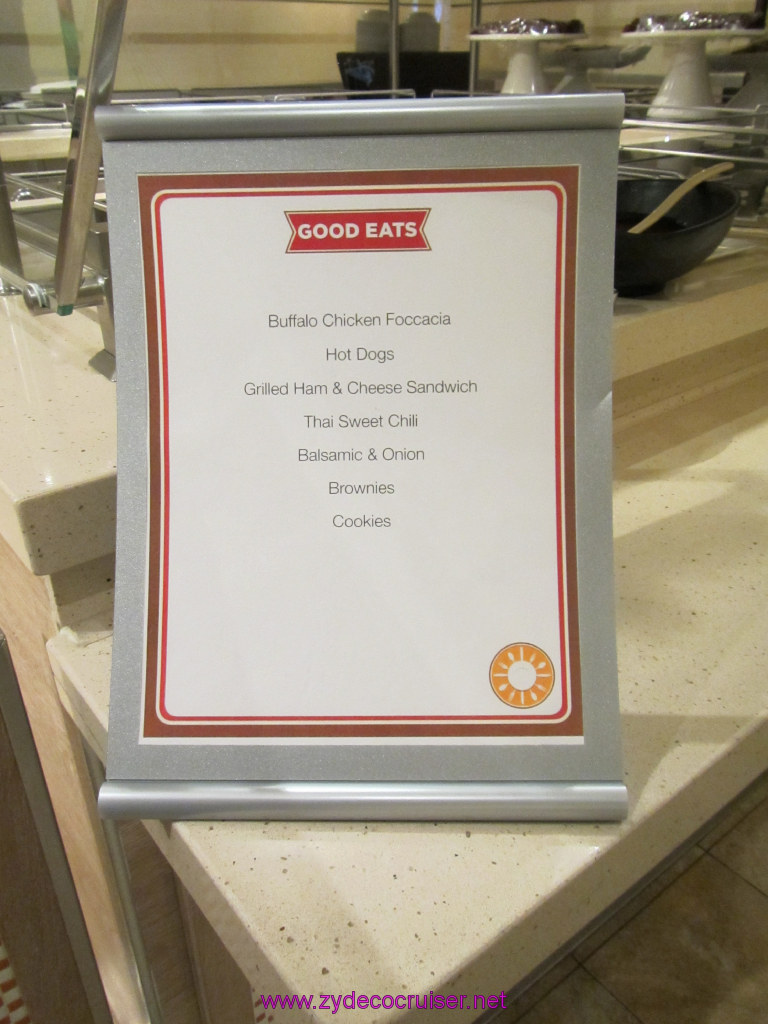 GOOD EATS
Buffalo Chicken Foccacia
Hot Dogs
Grilled Ham & Cheese Sandwich
Thai Sweet Chili
Balsamic & Onion
Brownies
Cookies
www.zydecocruiser.net